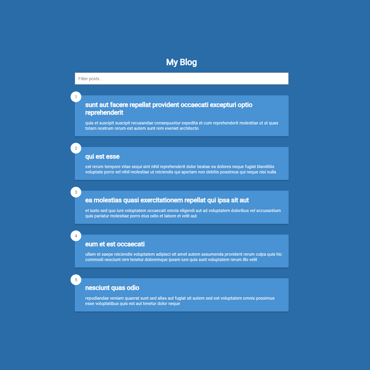 My Blog
Filter posts..
1
sunt aut facere repellat provident occaecati excepturi optio
reprehenderit
quia et suscipit suscipit recusandae consequuntur expedita et cum reprehenderit molestiae ut ut quas
totam nostrum rerum est autem sunt rem eveniet architecto
2
qui est esse
est rerum tempore vitae sequi sint nihil reprehenderit dolor beatae ea dolores neque fugiat blanditiis
voluptate porro vel nihil molestiae ut reiciendis qui aperiam non debitis possimus qui neque nisi nulla
3
ea molestias quasi exercitationem repellat qui ipsa sit aut
et iusto sed quo iure voluptatem occaecati omnis eligendi aut ad voluptatem doloribus vel accusantium
quis pariatur molestiae porro eius odio et labore et velit aut
4
eum et est occaecati
ullam et saepe reiciendis voluptatem adipisci sit amet autem assumenda provident rerum culpa quis hic
commodi nesciunt rem tenetur doloremque ipsam iure quis sunt voluptatem rerum illo velit
5
nesciunt quas odio
repudiandae veniam quaerat sunt sed alias aut fugiat sit autem sed est voluptatem omnis possimus
esse voluptatibus quis est aut tenetur dolor neque